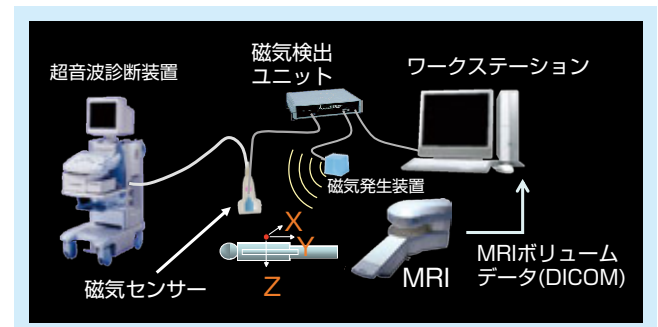 超音波診断装置
磁気検出
ユニット
ワークステーション
磁気発生装置
X
Y
Z
磁気センサー
MRI
MRIボリューム
データ(DICOM)